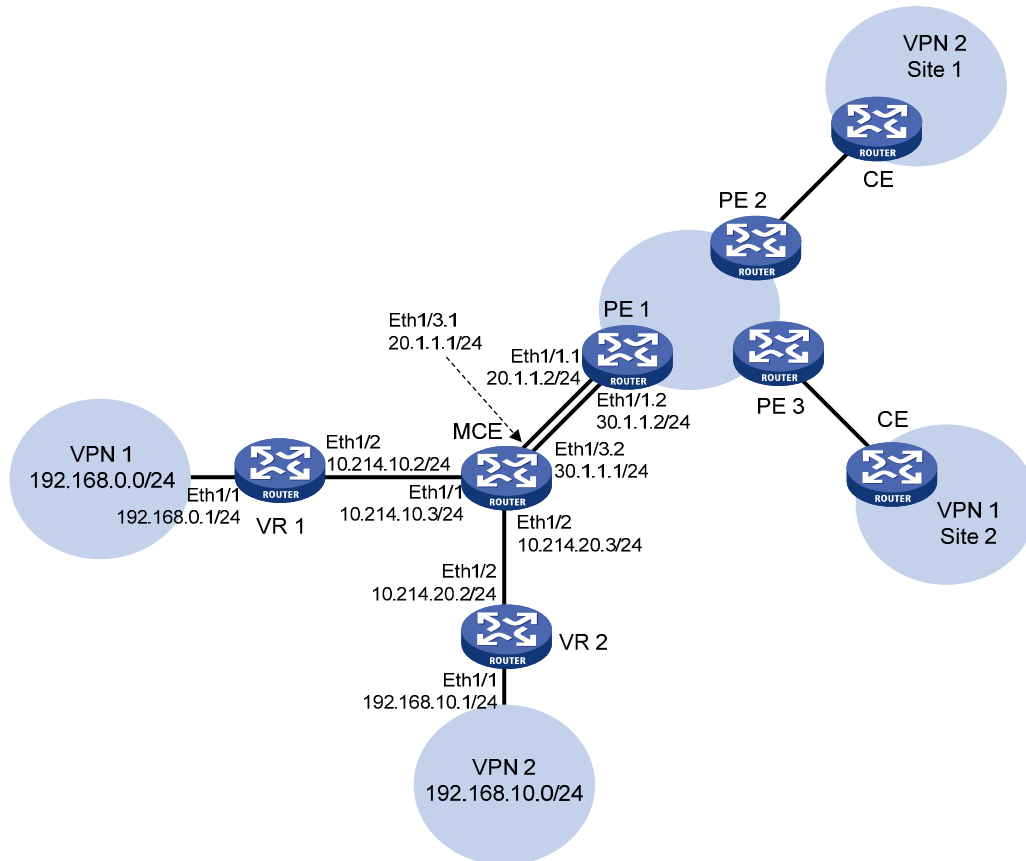 VPN 2
Site 1
ROUTER
CE
PE 2
ROUTER
PE 1
Eth1/3.1
20.1.1.1/24
Eth1/1.1
20.1.1.2/24
ROUTER
Eth1/1.2
30.1.1.2/24
ROUTER
PE 3
CE
ROUTER
VPN 1
Site 2
MCE
Eth1/3.2
30.1.1.1/24
ROUTER
VPN 1
192.168.0.0/24
Eth1/1
192.168.0.1/24
ROUTER
VR 1
Eth1/2
10.214.10.2/24
Eth1/1
10.214.10.3/24
Eth1/2
10.214.20.3/24
Eth1/2
10.214.20.2/24
ROUTER
VR 2
Eth1/1
192.168.10.1/24
VPN 2
192.168.10.0/24